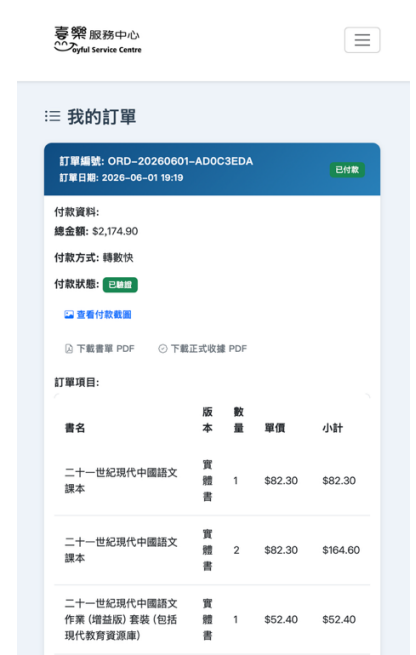 臺樂 服務中心
Joyful Service Centre
我的訂單
訂單編號: ORD-20260601-AD0C3EDA
訂單日期: 2026-06-01 19:19
已付款
付款資料:
總金額: $2,174.90
付款方式: 轉數快
付款狀態: 已驗證
查看付款截圖
下載書單 PDF
下載正式收據 PDF
訂單項目:
書名 版本 數量 單價 小計
二十一世紀現代中國語文
課本
實體書 1 $82.30 $82.30
二十一世紀現代中國語文
課本
實體書 2 $82.30 $164.60
二十一世紀現代中國語文
作業 (增益版) 套裝 (包括
現代教育資源庫)
實體書 1 $52.40 $52.40